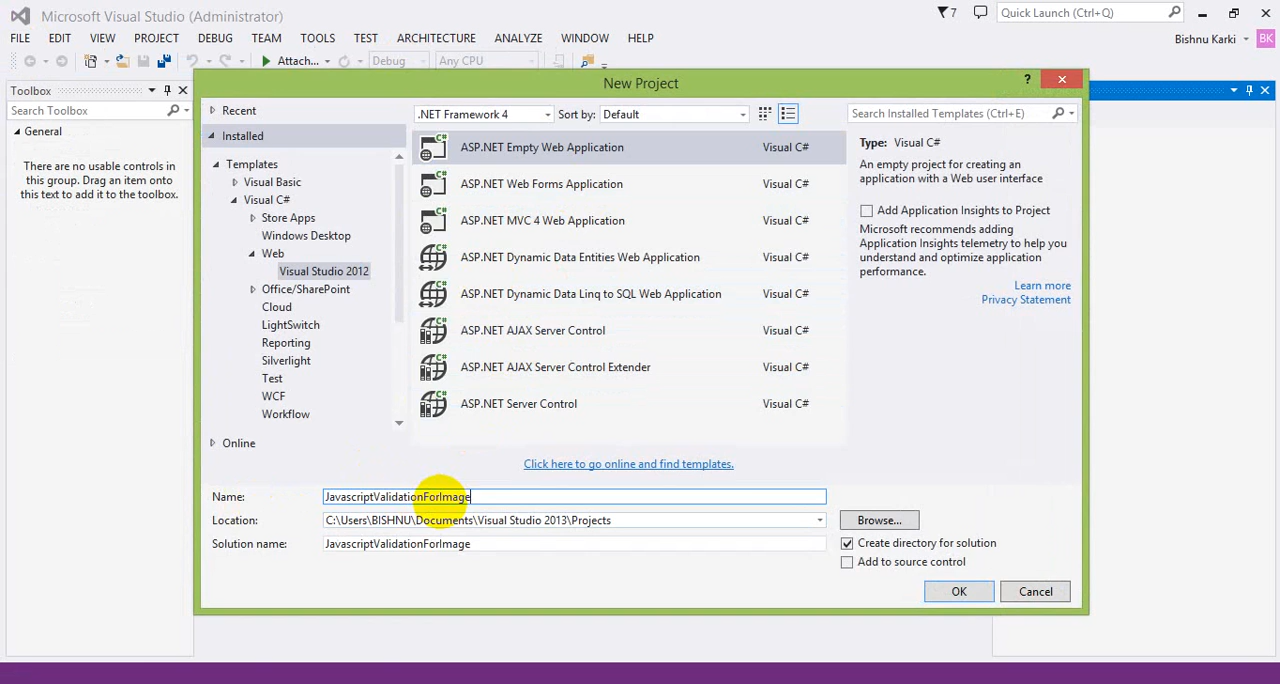 Microsoft Visual Studio (Administrator)
7
Quick Launch (Ctrl+Q)
FILE EDIT VIEW PROJECT DEBUG TEAM TOOLS TEST ARCHITECTURE ANALYZE WINDOW HELP
Bishnu Karki
BK
Attach...
Debug
Any CPU
Toolbox
Search Toolbox
General
There are no usable controls in
this group. Drag an item onto
this text to add it to the toolbox.
New Project
?
Recent
Installed
Templates
Visual Basic
Visual C#
Store Apps
Windows Desktop
Web
Visual Studio 2012
Office/SharePoint
Cloud
LightSwitch
Reporting
Silverlight
Test
WCF
Workflow
Online
.NET Framework 4
Sort by: Default
ASP.NET Empty Web Application Visual C#
ASP.NET Web Forms Application Visual C#
ASP.NET MVC 4 Web Application Visual C#
ASP.NET Dynamic Data Entities Web Application Visual C#
ASP.NET Dynamic Data Linq to SQL Web Application Visual C#
ASP.NET AJAX Server Control Visual C#
ASP.NET AJAX Server Control Extender Visual C#
ASP.NET Server Control Visual C#
Click here to go online and find templates.
Search Installed Templates (Ctrl+E)
Type: Visual C#
An empty project for creating an
application with a Web user interface
Add Application Insights to Project
Microsoft recommends adding
Application Insights telemetry to help you
understand and optimize application
performance.
Learn more
Privacy Statement
Name: JavascriptValidationForImage
Location: C:\Users\BISHNU\Documents\Visual Studio 2013\Projects
Browse...
Solution name: JavascriptValidationForImage
Create directory for solution
Add to source control
OK
Cancel